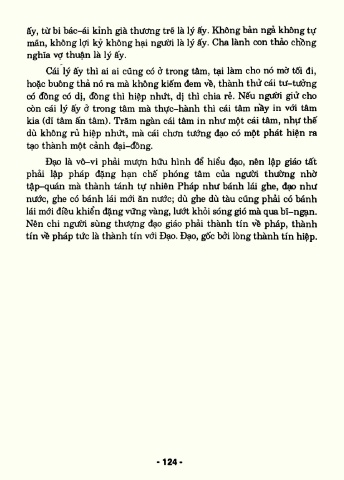 ấy, từ bi bác-ái kỉnh già thương trẻ là lý ấy. Không bản ngã không tự
mãn, không lợi kỷ không hại người là lý ấy. Cha lành con thảo chồng
nghĩa vợ thuận là lý ấy.
Cái lý ấy thì ai ai cũng có ở trong tâm, tại làm cho nó mờ tối đi,
hoặc buông thả nó ra mà không kiếm đem về, thành thử cái tư-tưởng
có đồng có dị, đồng thì hiệp nhứt, dị thì chia rẽ. Nếu người giữ cho
còn cái lý ấy ở trong tâm mà thực-hành thì cái tâm nầy in với tâm
kia (dĩ tâm ấn tâm). Trăm ngàn cái tâm in như một cái tâm, như thế
dù không rủ hiệp nhứt, mà cái chơn tướng đạo có một phát hiện ra
tạo thành một cảnh đại-đồng.
Đạo là vô-vi phải mượn hữu hình để hiểu đạo, nên lập giáo tất
phải lập pháp đặng hạn chế phóng tâm của người thường nhờ
tập-quán mà thành tánh tự nhiên Pháp như bánh lái ghe, đạo như
nước, ghe có bánh lái mới ăn nước; dù ghe dù tàu cũng phải có bánh
lái mới điều khiển đặng vững vàng, lướt khỏi sóng gió mà qua bĩ-ngạn.
Nên chi người sùng thượng đạo giáo phải thành tín về pháp, thành
tín về pháp tức là thành tín với Đạo. Đạo, gốc bởi lòng thành tín hiệp.
- 124 -